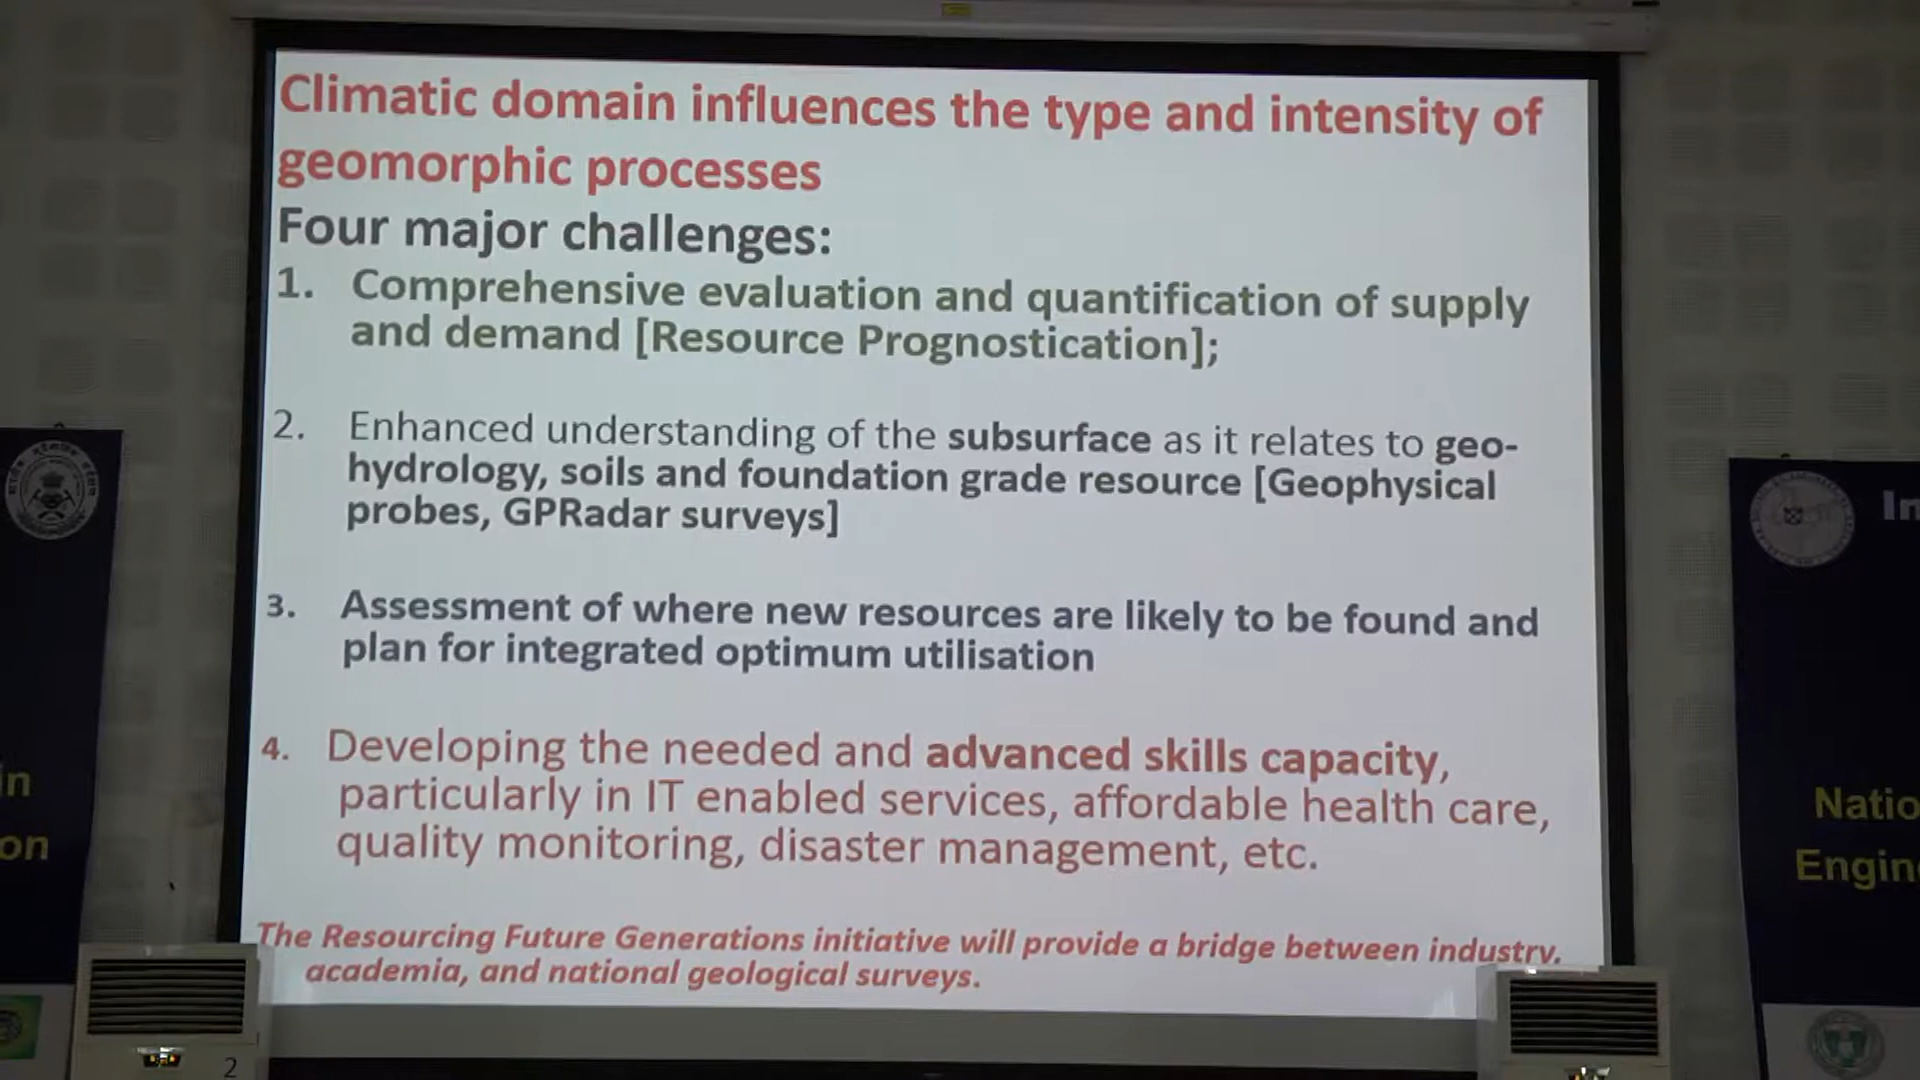 Climatic domain influences the type and intensity of
geomorphic processes
Four major challenges:
1. Comprehensive evaluation and quantification of supply
and demand [Resource Prognostication];
2. Enhanced understanding of the subsurface as it relates to geo-
hydrology, soils and foundation grade resource [Geophysical
probes, GPRadar surveys]
3. Assessment of where new resources are likely to be found and
plan for integrated optimum utilisation
4. Developing the needed and advanced skills capacity,
particularly in IT enabled services, affordable health care,
quality monitoring, disaster management, etc.
The Resourcing Future Generations initiative will provide a bridge between industry,
academia, and national geological surveys.
in
on
2
In
Natio
Engin